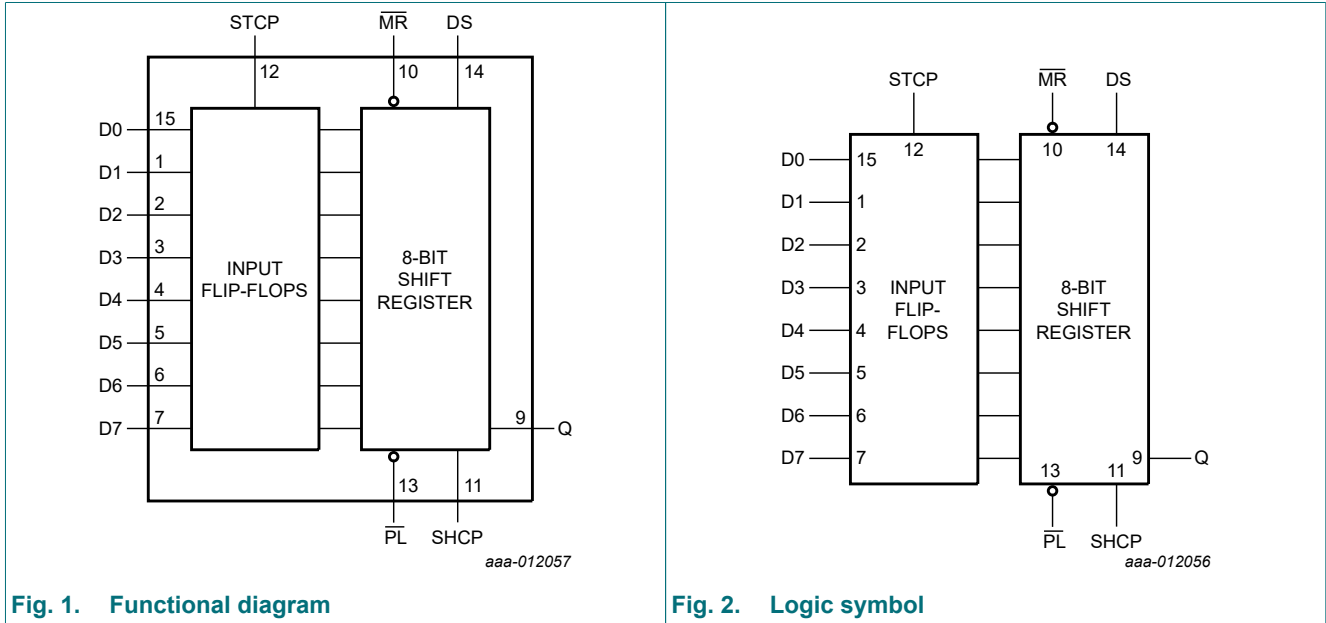 STCP
M̅R̅
DS
12
10
14
D0
15
D1
1
D2
2
D3
3
D4
4
D5
5
D6
6
D7
7
INPUT
FLIP-FLOPS
8-BIT
SHIFT
REGISTER
9
Q
13
11
P̅L̅
SHCP
aaa-012057
Fig. 1. Functional diagram
STCP
M̅R̅
DS
12
10
14
D0
15
D1
1
D2
2
D3
3
D4
4
D5
5
D6
6
D7
7
INPUT
FLIP-
FLOPS
8-BIT
SHIFT
REGISTER
9
Q
13
11
P̅L̅
SHCP
aaa-012056
Fig. 2. Logic symbol